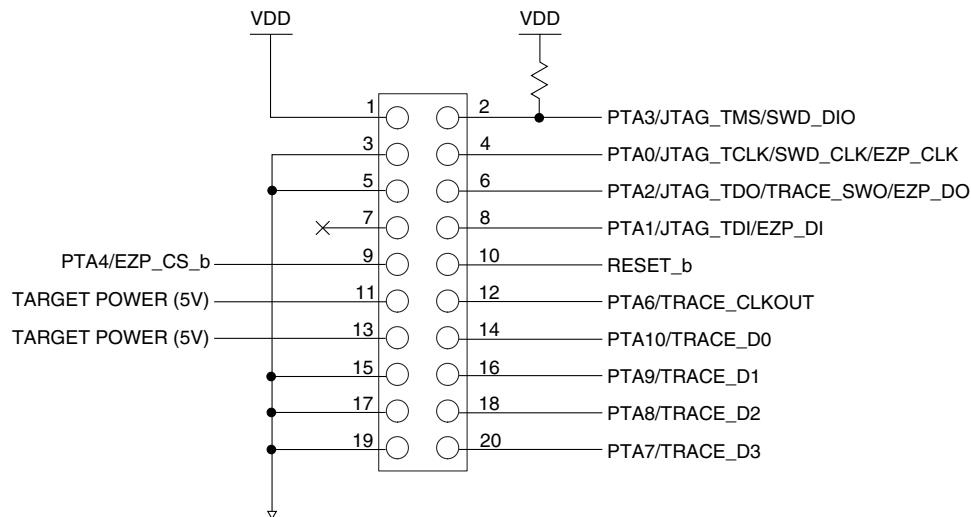 VDD VDD
1 2 PTA3/JTAG_TMS/SWD_DIO
3 4 PTA0/JTAG_TCLK/SWD_CLK/EZP_CLK
5 6 PTA2/JTAG_TDO/TRACE_SWO/EZP_DO
7 8 PTA1/JTAG_TDI/EZP_DI
PTA4/EZP_CS_b 9 10 RESET_b
TARGET POWER (5V) 11 12 PTA6/TRACE_CLKOUT
TARGET POWER (5V) 13 14 PTA10/TRACE_D0
15 16 PTA9/TRACE_D1
17 18 PTA8/TRACE_D2
19 20 PTA7/TRACE_D3